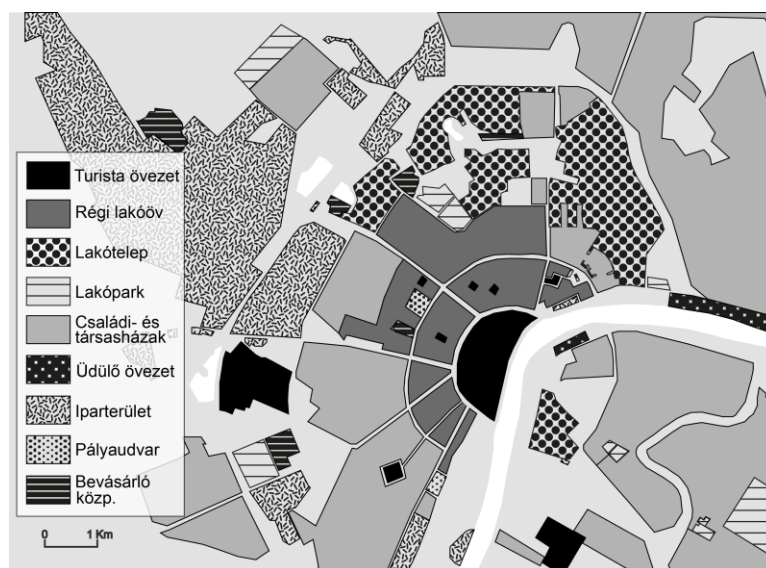 Turista övezet
Régi lakóöv
Lakótelep
Lakópark
Családi- és
társasházak
Üdülő övezet
Iparterület
Pályaudvar
Bevásárló
közp.
0 1 Km